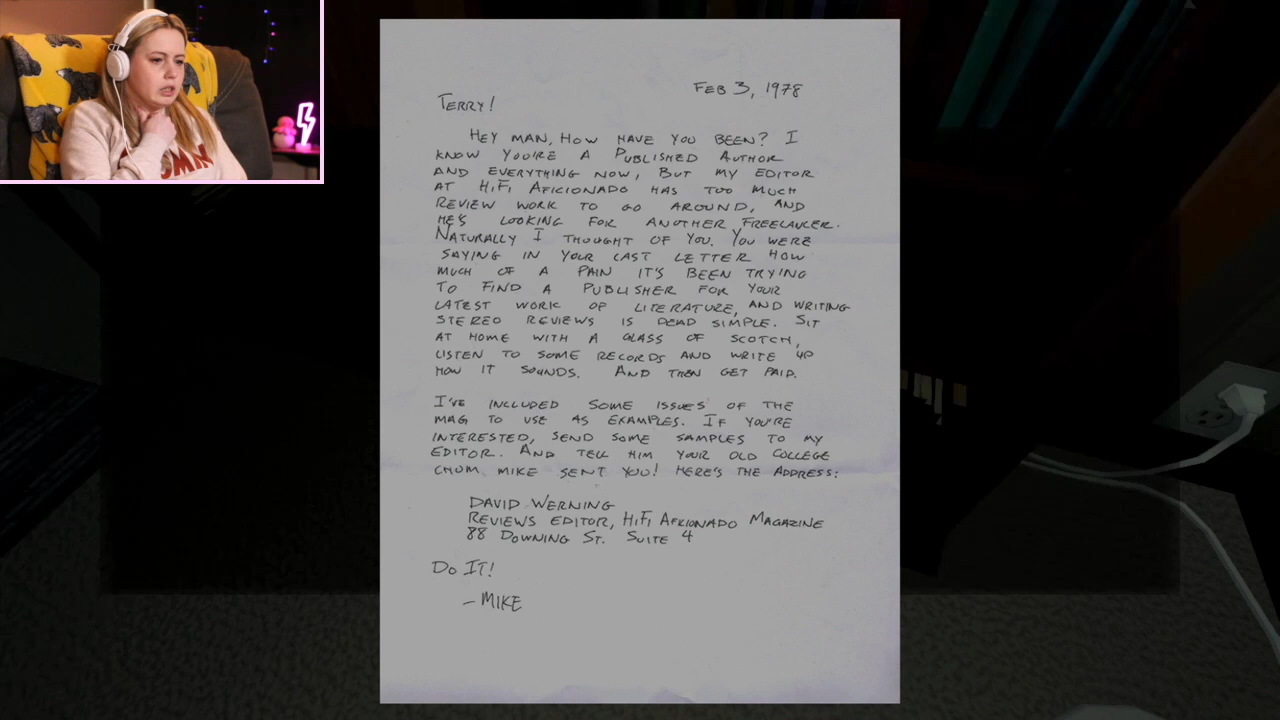 FEB 3, 1978
TERRY!
HEY MAN, HOW HAVE YOU BEEN? I
KNOW YOU'RE A PUBLISHED AUTHOR
AND EVERYTHING NOW, BUT MY EDITOR
AT HIFI AFICIONADO HAS TOO MUCH
REVIEW WORK TO GO AROUND, AND
HE'S LOOKING FOR ANOTHER FREELANCER.
NATURALLY I THOUGHT OF YOU. YOU WERE
SAYING IN YOUR LAST LETTER HOW
MUCH OF A PAIN IT'S BEEN TRYING
TO FIND A PUBLISHER FOR YOUR
LATEST WORK OF LITERATURE, AND WRITING
STEREO REVIEWS IS DEAD SIMPLE. SIT
AT HOME WITH A GLASS OF SCOTCH,
LISTEN TO SOME RECORDS AND WRITE UP
HOW IT SOUNDS. AND THEN GET PAID.
I'VE INCLUDED SOME ISSUES OF THE
MAG TO USE AS EXAMPLES. IF YOU'RE
INTERESTED, SEND SOME SAMPLES TO MY
EDITOR. AND TELL HIM YOUR OLD COLLEGE
CHUM MIKE SENT YOU! HERE'S THE ADDRESS:
DAVID WERNING
REVIEWS EDITOR, HIFI AFICIONADO MAGAZINE
88 DOWNING ST. SUITE 4
DO IT!
— MIKE